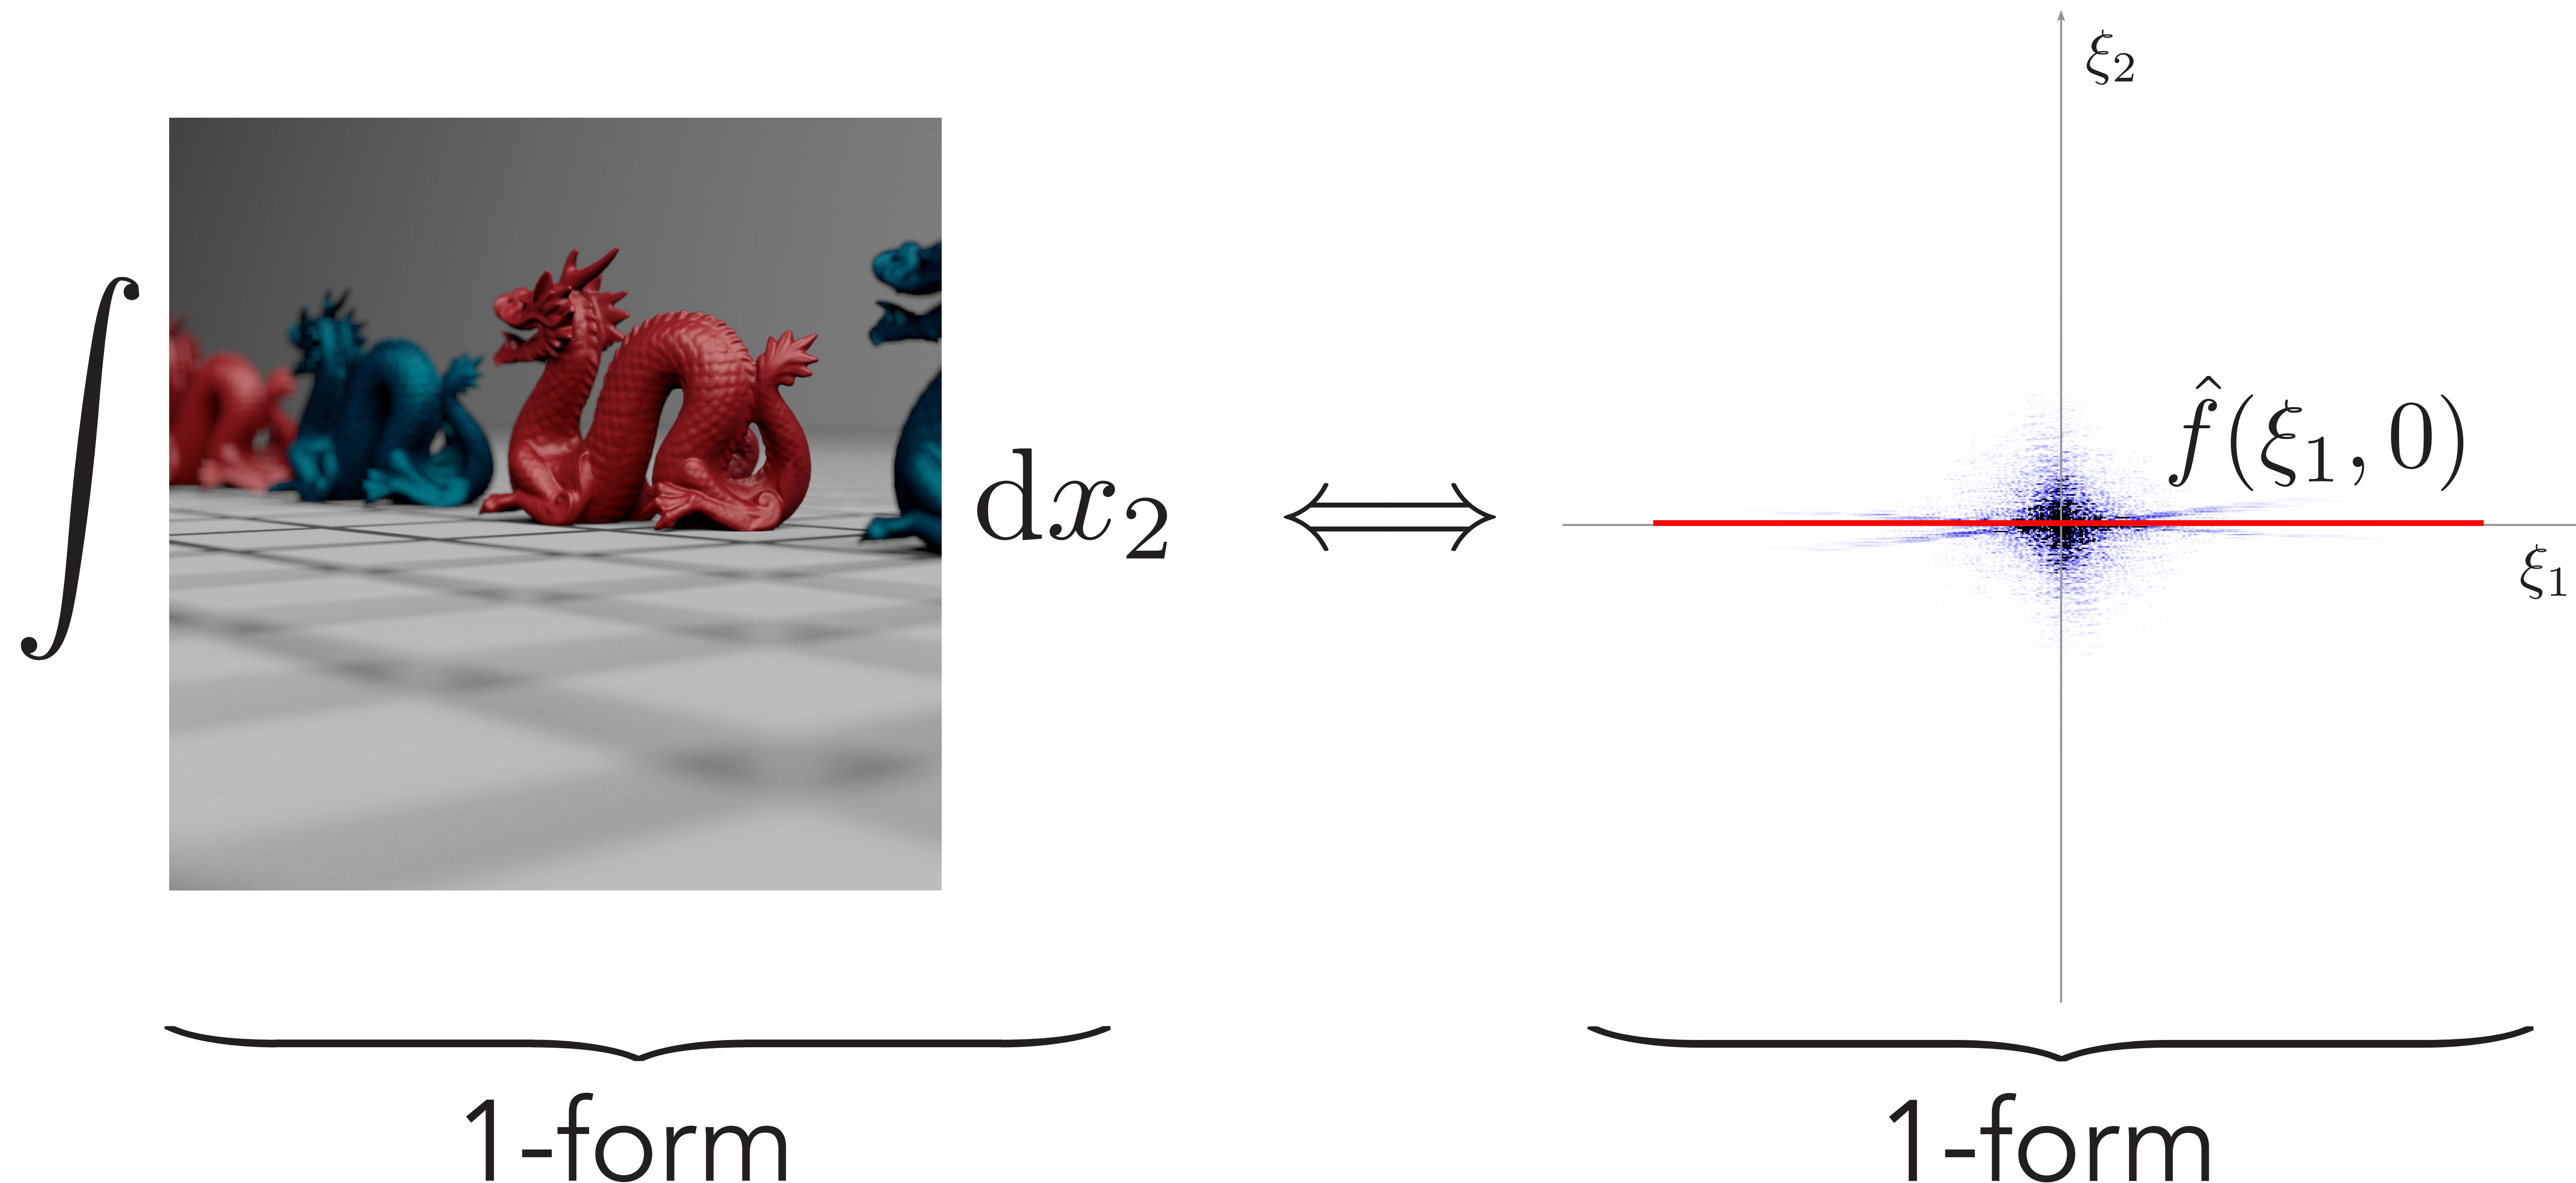 ξ₂
∫ dx₂ ⟺ f̂(ξ₁, 0)
ξ₁
1-form 1-form